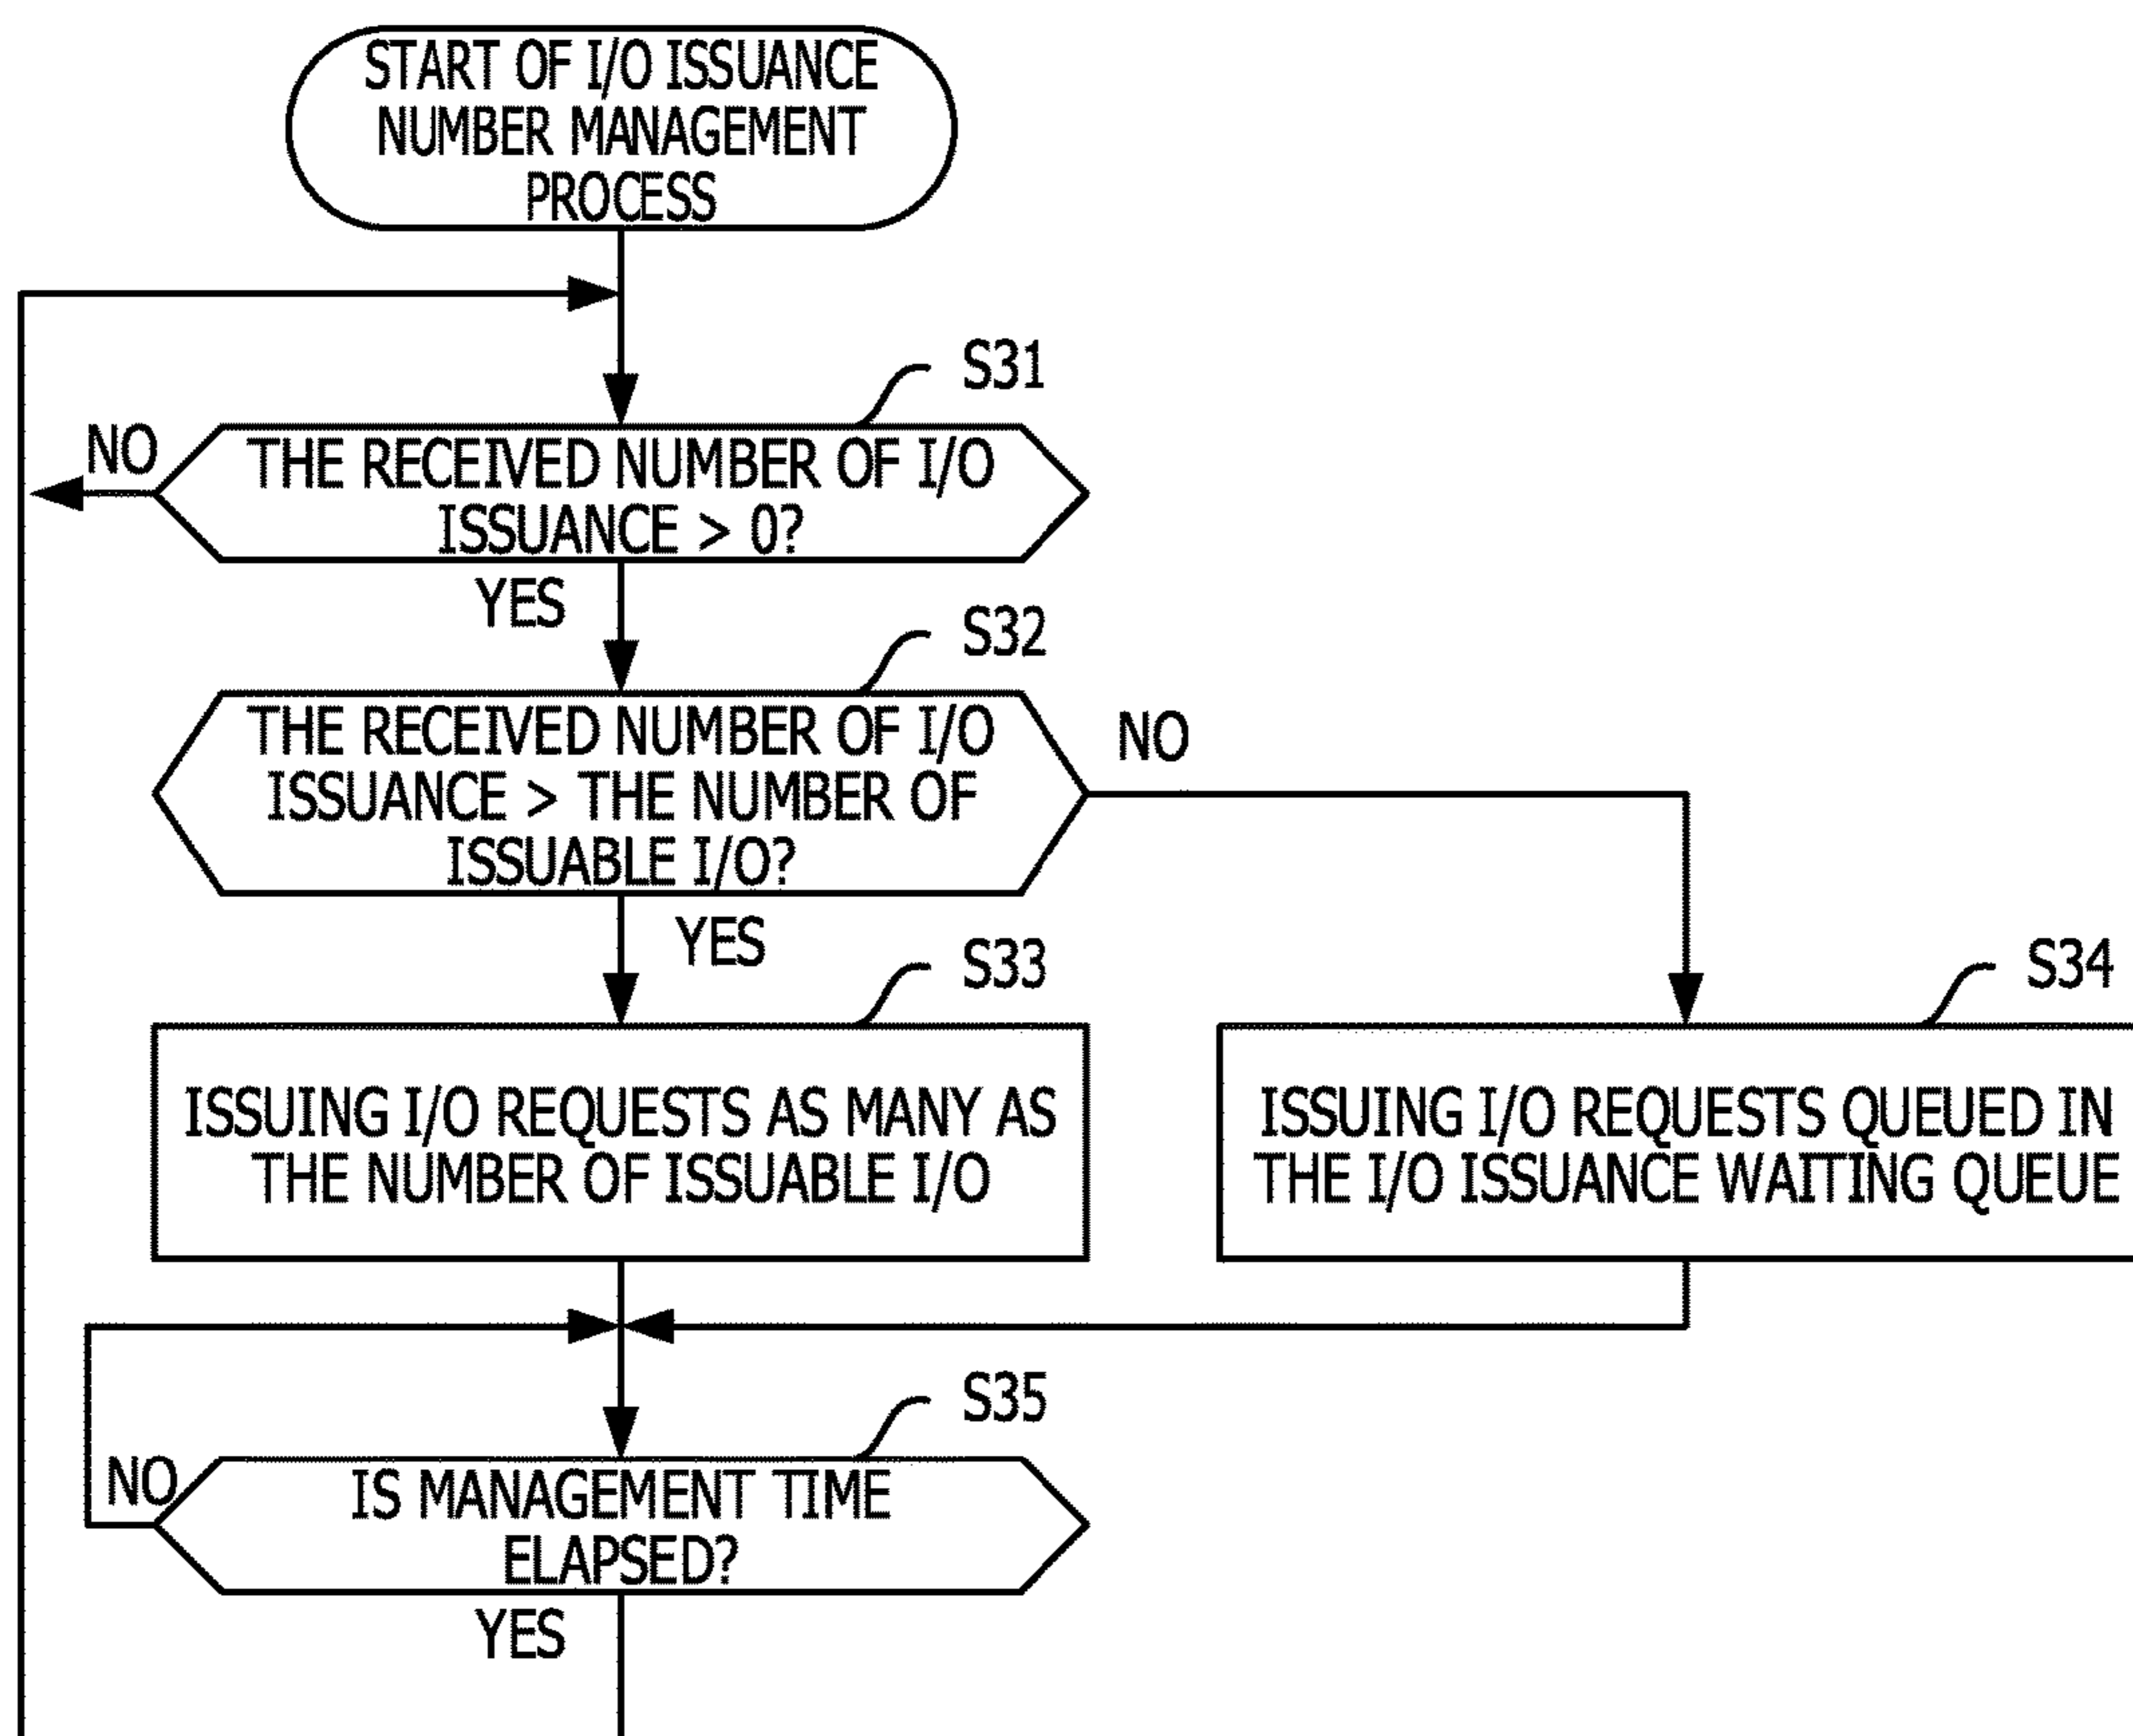 START OF I/O ISSUANCE
NUMBER MANAGEMENT
PROCESS
S31
NO
THE RECEIVED NUMBER OF I/O
ISSUANCE > 0?
YES
S32
THE RECEIVED NUMBER OF I/O
ISSUANCE > THE NUMBER OF
ISSUABLE I/O?
NO
YES
S33
ISSUING I/O REQUESTS AS MANY AS
THE NUMBER OF ISSUABLE I/O
S34
ISSUING I/O REQUESTS QUEUED IN
THE I/O ISSUANCE WAITING QUEUE
S35
NO
IS MANAGEMENT TIME
ELAPSED?
YES